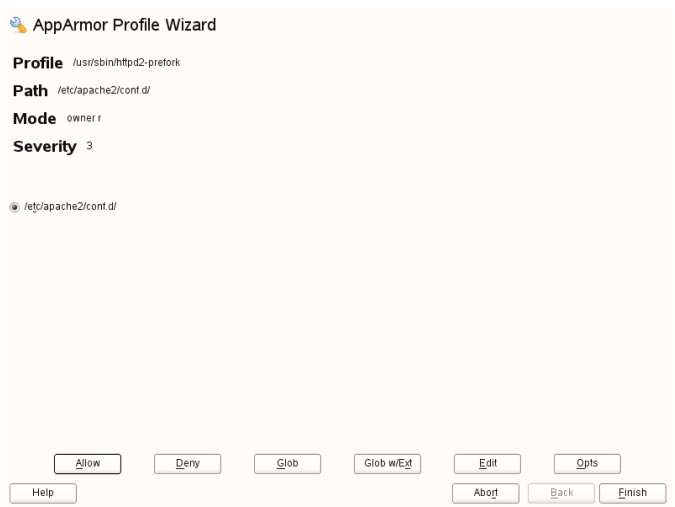 AppArmor Profile Wizard
Profile /usr/sbin/httpd2-prefork
Path /etc/apache2/conf.d/
Mode owner r
Severity 3
/etc/apache2/conf.d/
Allow Deny Glob Glob w/Ext Edit Opts
Help Abort Back Finish